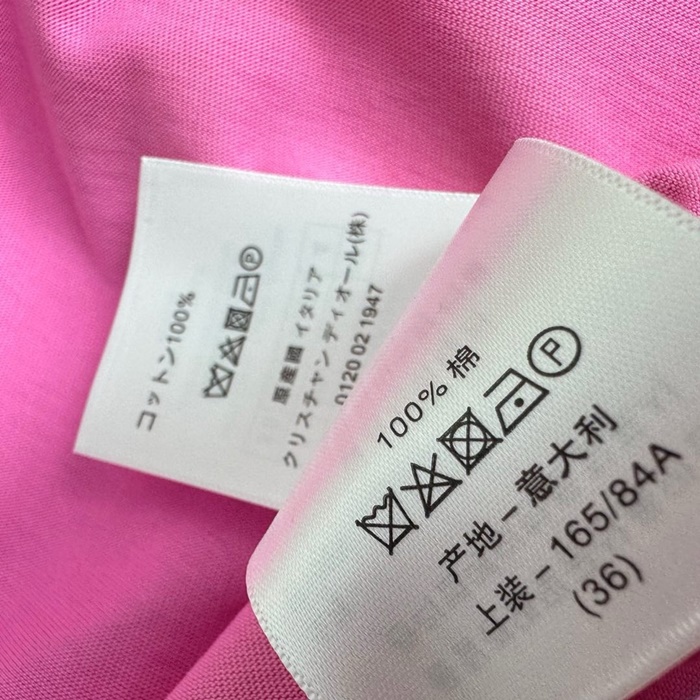 コットン100%
原産國 イタリア
クリスチャン ディオール(株)
0120 02 1947
100% 棉
P
产地 - 意大利
上装 - 165/84A
(36)